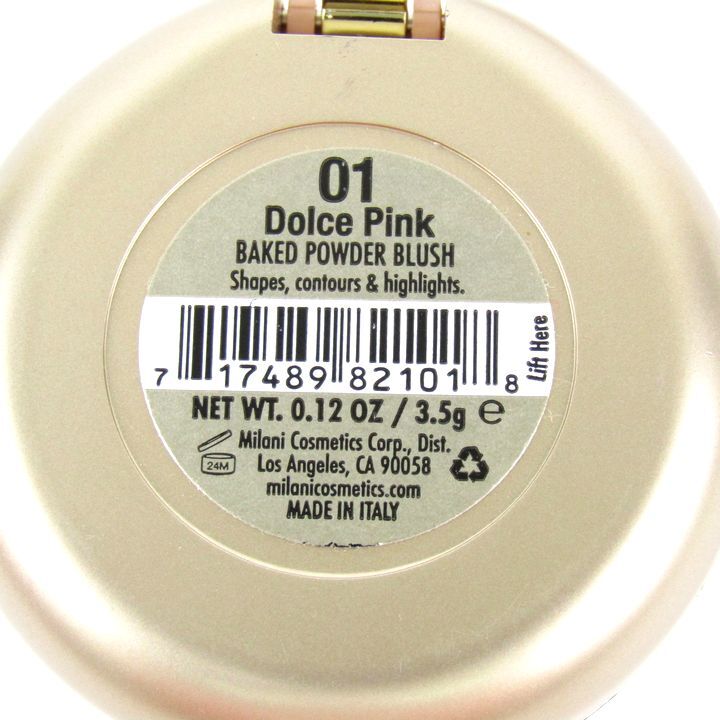 01
Dolce Pink
BAKED POWDER BLUSH
Shapes, contours & highlights.
7 17489 82101 8
Lift Here
NET WT. 0.12 OZ / 3.5g ℮
Milani Cosmetics Corp., Dist.
24M
Los Angeles, CA 90058
milanicosmetics.com
MADE IN ITALY